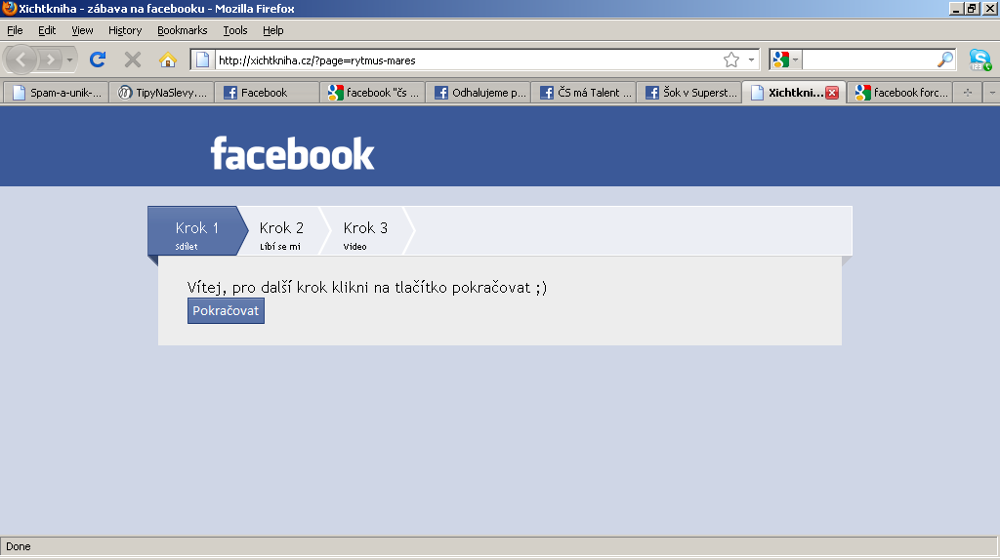 Xichtkniha - zábava na facebooku - Mozilla Firefox
File Edit View History Bookmarks Tools Help
http://xichtkniha.cz/?page=rytmus-mares
Spam-a-unik-... TipyNaSlevy.... Facebook facebook "čs ... Odhalujeme p... ČS má Talent ... Šok v Superst... Xichtkni... facebook forc...
facebook
Krok 1 Krok 2 Krok 3
Sdílet Líbí se mi Video
Vítej, pro další krok klikni na tlačítko pokračovat ;)
Pokračovat
Done